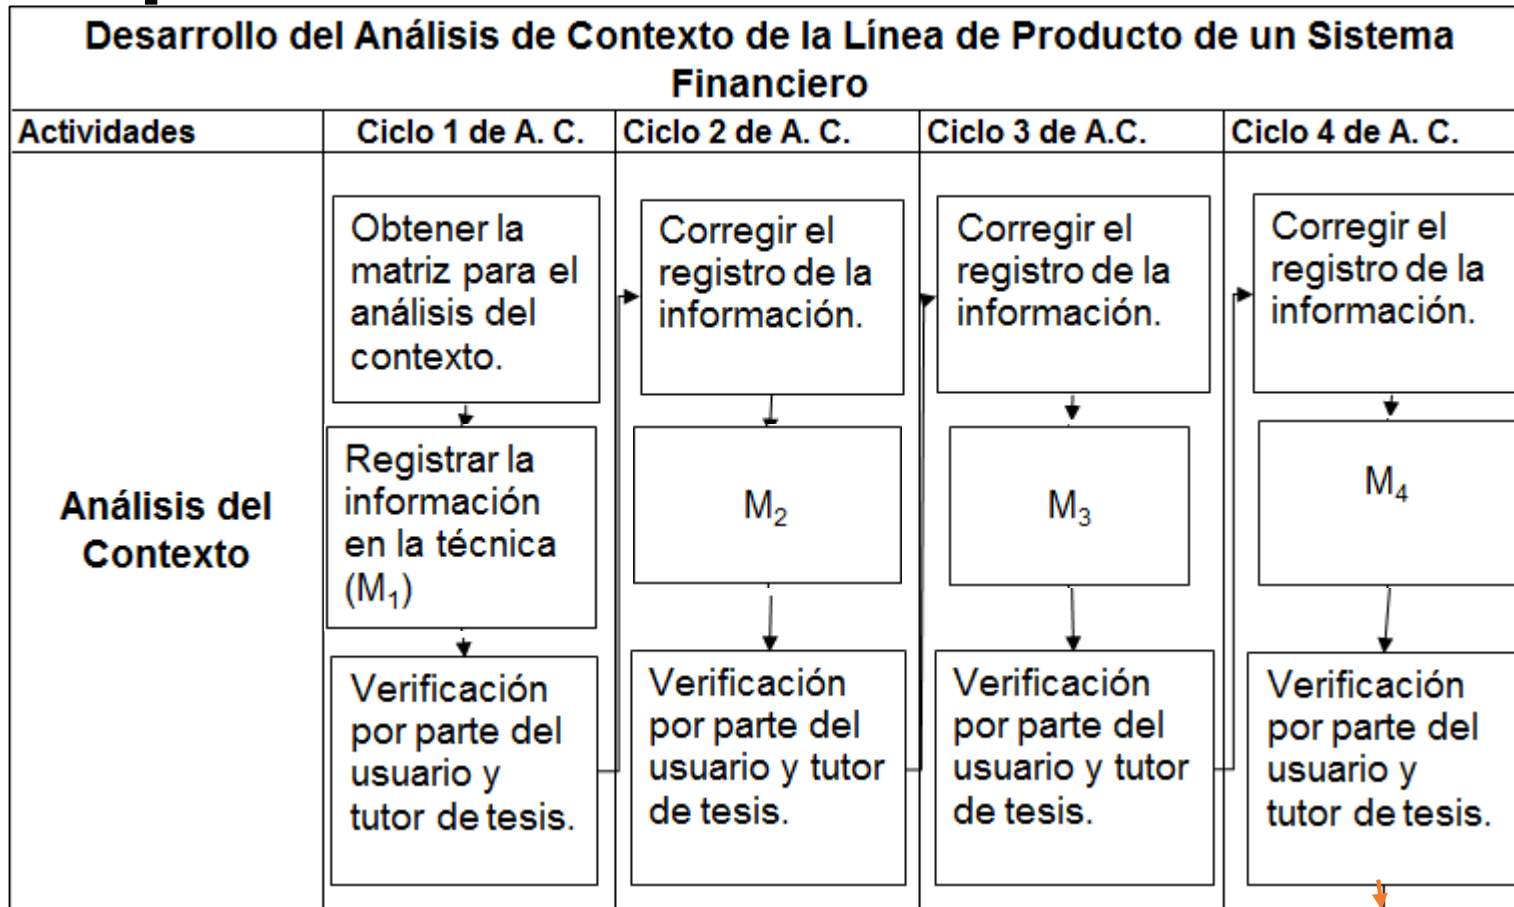 Desarrollo del Análisis de Contexto de la Línea de Producto de un Sistema
Financiero
Actividades
Ciclo 1 de A. C.
Ciclo 2 de A. C.
Ciclo 3 de A.C.
Ciclo 4 de A. C.
Análisis del
Contexto
Obtener la
matriz para el
análisis del
contexto.
Registrar la
información
en la técnica
(M₁)
Verificación
por parte del
usuario y
tutor de tesis.
Corregir el
registro de la
información.
M₂
Verificación
por parte del
usuario y tutor
de tesis.
Corregir el
registro de la
información.
M₃
Verificación
por parte del
usuario y tutor
de tesis.
Corregir el
registro de la
información.
M₄
Verificación
por parte del
usuario y
tutor de tesis.